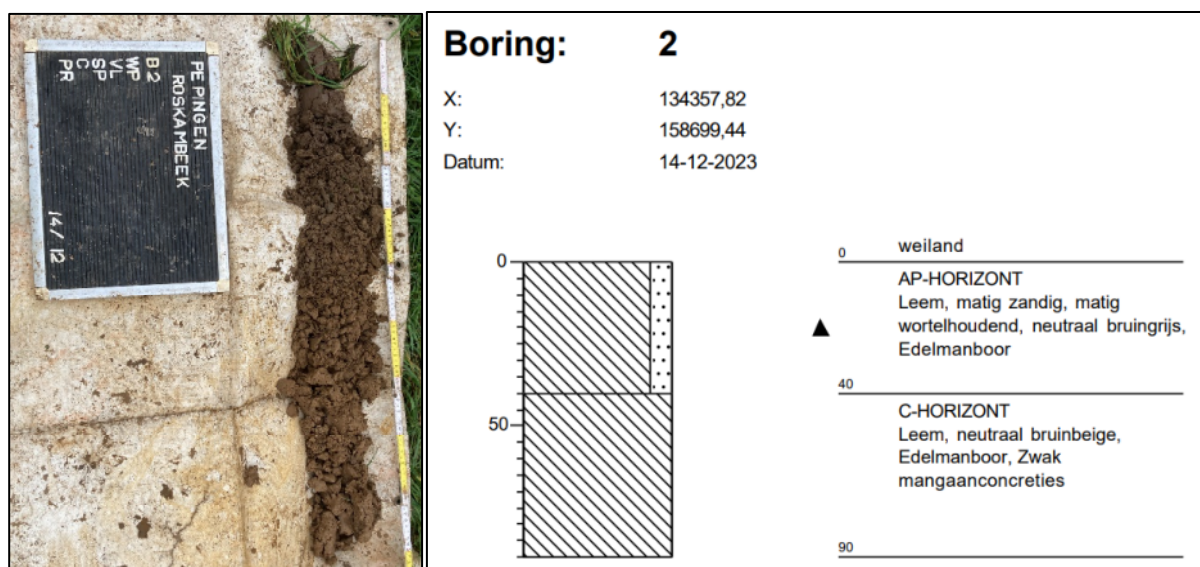 PEPINGEN
ROSKAMBEEK
B2
WP
VL
SP
C
PR
14/12
Boring: 2
X: 134357,82
Y: 158699,44
Datum: 14-12-2023
0
50
0 weiland
AP-HORIZONT
Leem, matig zandig, matig
wortelhoudend, neutraal bruingrijs,
Edelmanboor
40
C-HORIZONT
Leem, neutraal bruinbeige,
Edelmanboor, Zwak
mangaanconcreties
90